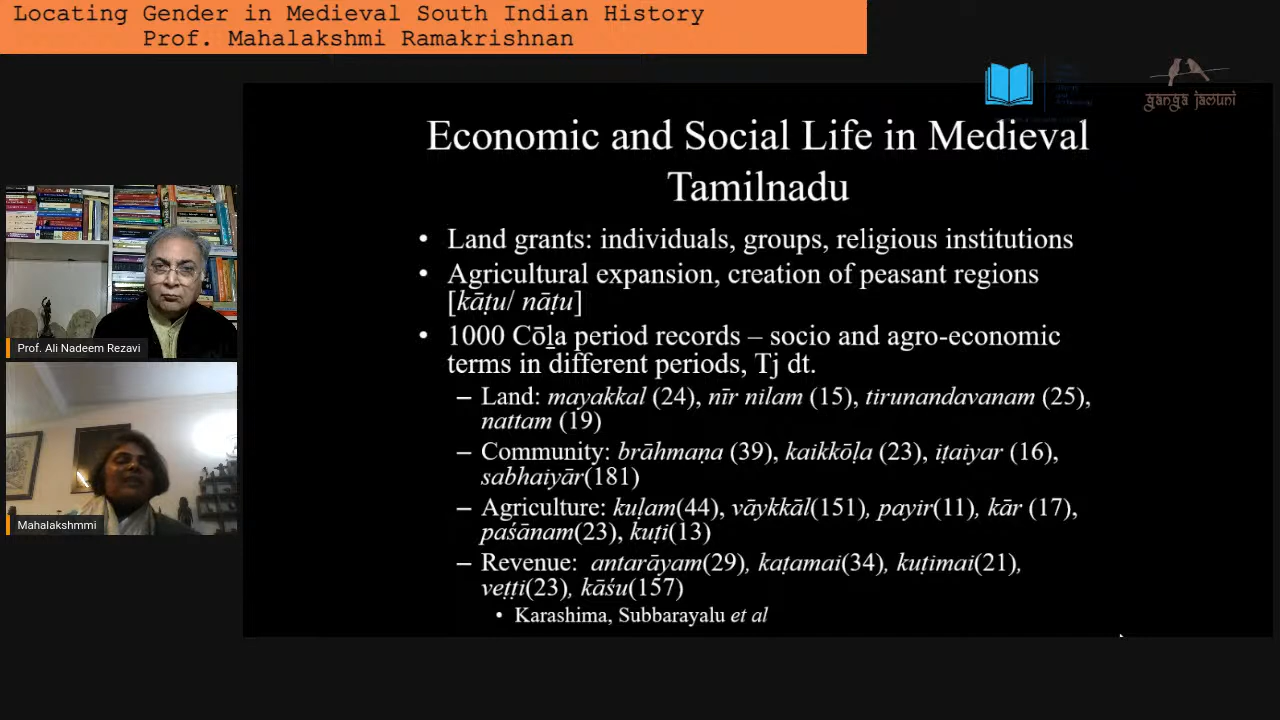 Locating Gender in Medieval South Indian History
Prof. Mahalakshmi Ramakrishnan
ganga jamuni
Economic and Social Life in Medieval
Tamilnadu
• Land grants: individuals, groups, religious institutions
• Agricultural expansion, creation of peasant regions
[kāṭu/ nāṭu]
• 1000 Cōḻa period records – socio and agro-economic
terms in different periods, Tj dt.
– Land: mayakkal (24), nīr nilam (15), tirunandavanam (25),
nattam (19)
– Community: brāhmaṇa (39), kaikkōḷa (23), iṭaiyar (16),
sabhaiyār(181)
– Agriculture: kuḷam(44), vāykkāl(151), payir(11), kār (17),
paśānam(23), kuṭi(13)
– Revenue: antarāyam(29), kaṭamai(34), kuṭimai(21),
veṭṭi(23), kāśu(157)
• Karashima, Subbarayalu et al
Prof. Ali Nadeem Rezavi
Mahalakshmmi